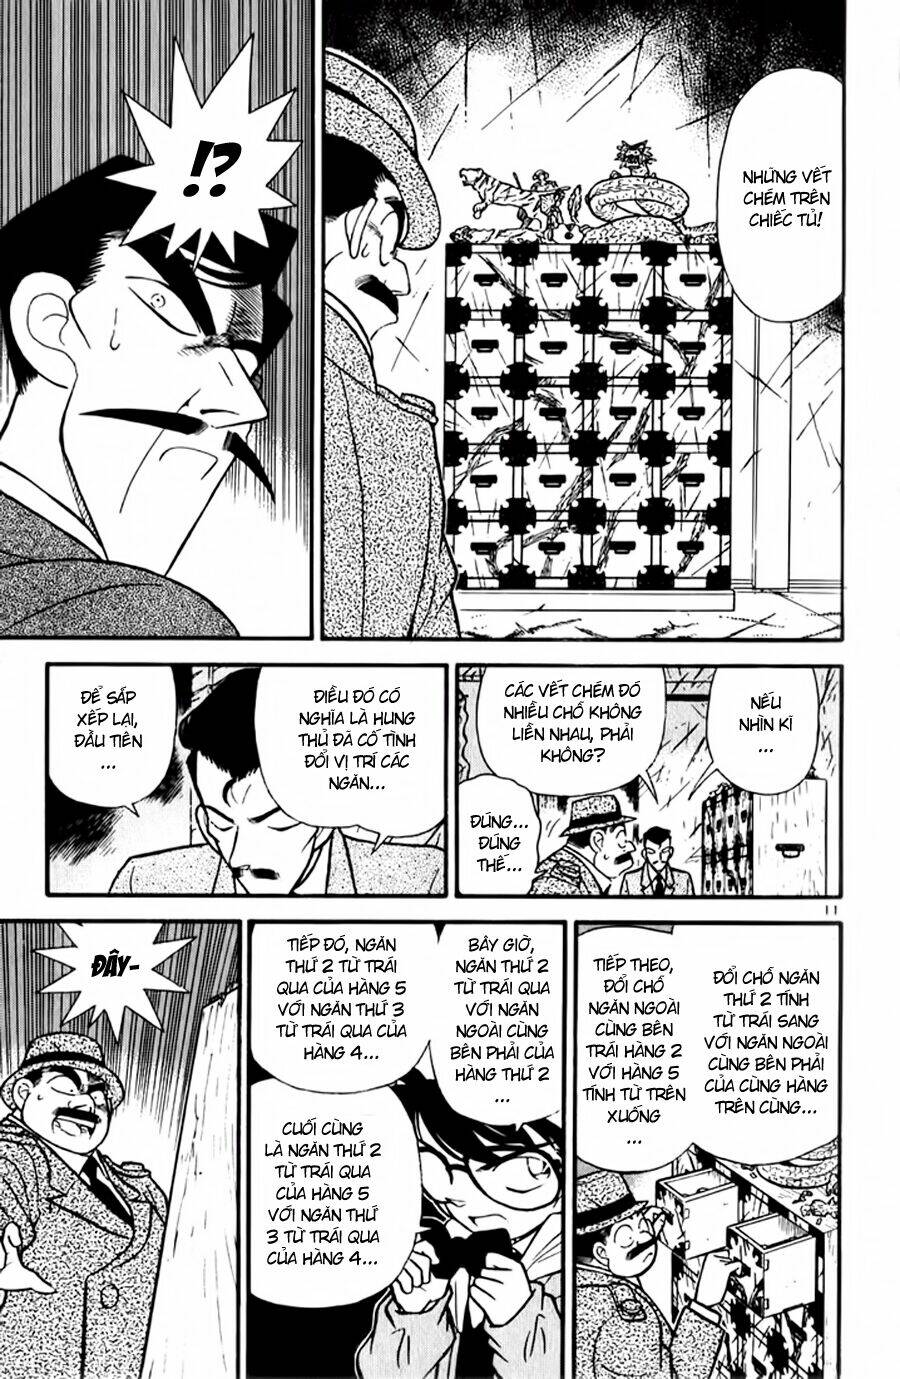 NHỮNG VẾT
CHÉM TRÊN
CHIẾC TỦ!
!?
NẾU
NHÌN KĨ
...
CÁC VẾT CHÉM ĐÓ
NHIỀU CHỖ KHÔNG
LIỀN NHAU, PHẢI
KHÔNG?
ĐÚNG...
ĐÚNG
THẾ...
ĐIỀU ĐÓ CÓ
NGHĨA LÀ HUNG
THỦ ĐÃ CỐ TÌNH
ĐỔI VỊ TRÍ CÁC
NGĂN...
ĐỂ SẮP
XẾP LẠI,
ĐẦU TIÊN
...
11
ĐỔI CHỖ NGĂN
THỨ 2 TÍNH
TỪ TRÁI SANG
VỚI NGĂN NGOÀI
CÙNG BÊN PHẢI
CỦA CÙNG HÀNG
TRÊN CÙNG...
TIẾP THEO,
ĐỔI CHỖ
NGĂN NGOÀI
CÙNG BÊN
TRÁI HÀNG 2
VỚI HÀNG 5
TÍNH TỪ TRÊN
XUỐNG
...
BÂY GIỜ,
NGĂN THỨ 2
TỪ TRÁI QUA
VỚI NGĂN
NGOÀI CÙNG
BÊN PHẢI CỦA
HÀNG THỨ 2
...
TIẾP ĐÓ, NGĂN
THỨ 2 TỪ TRÁI
QUA CỦA HÀNG 5
VỚI NGĂN THỨ 3
TỪ TRÁI QUA CỦA
HÀNG 4...
CUỐI CÙNG
LÀ NGĂN THỨ 2
TỪ TRÁI QUA
CỦA HÀNG 5
VỚI NGĂN THỨ
3 TỪ TRÁI QUA
CỦA HÀNG 4...
ĐÂY-